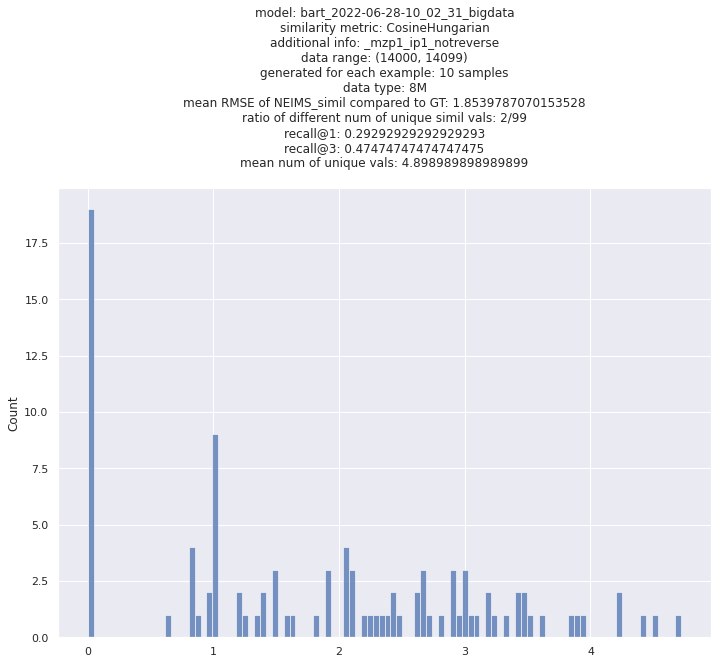 model: bart_2022-06-28-10_02_31_bigdata
similarity metric: CosineHungarian
additional info: _mzp1_ip1_notreverse
data range: (14000, 14099)
generated for each example: 10 samples
data type: 8M
mean RMSE of NEIMS_simil compared to GT: 1.8539787070153528
ratio of different num of unique simil vals: 2/99
recall@1: 0.29292929292929293
recall@3: 0.47474747474747475
mean num of unique vals: 4.898989898989899
17.5
15.0
12.5
10.0
7.5
5.0
2.5
0.0
Count
0 1 2 3 4